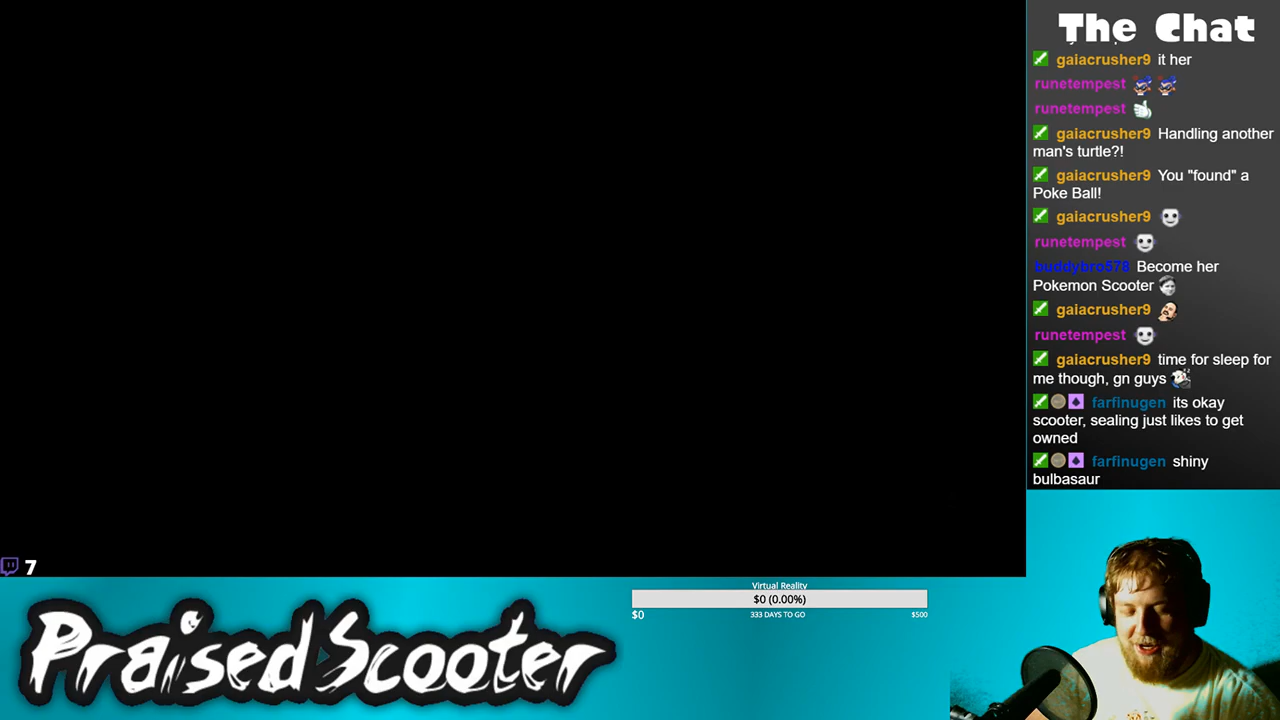 The Chat
gaiacrusher9 it her
runetempest
runetempest
gaiacrusher9 Handling another
man's turtle?!
gaiacrusher9 You "found" a
Poke Ball!
gaiacrusher9
runetempest
buddybro578 Become her
Pokemon Scooter
gaiacrusher9
runetempest
gaiacrusher9 time for sleep for
me though, gn guys
farfinugen its okay
scooter, sealing just likes to get
owned
farfinugen shiny
bulbasaur
7
Virtual Reality
$0 (0.00%)
$0 333 DAYS TO GO $500
PraisedScooter